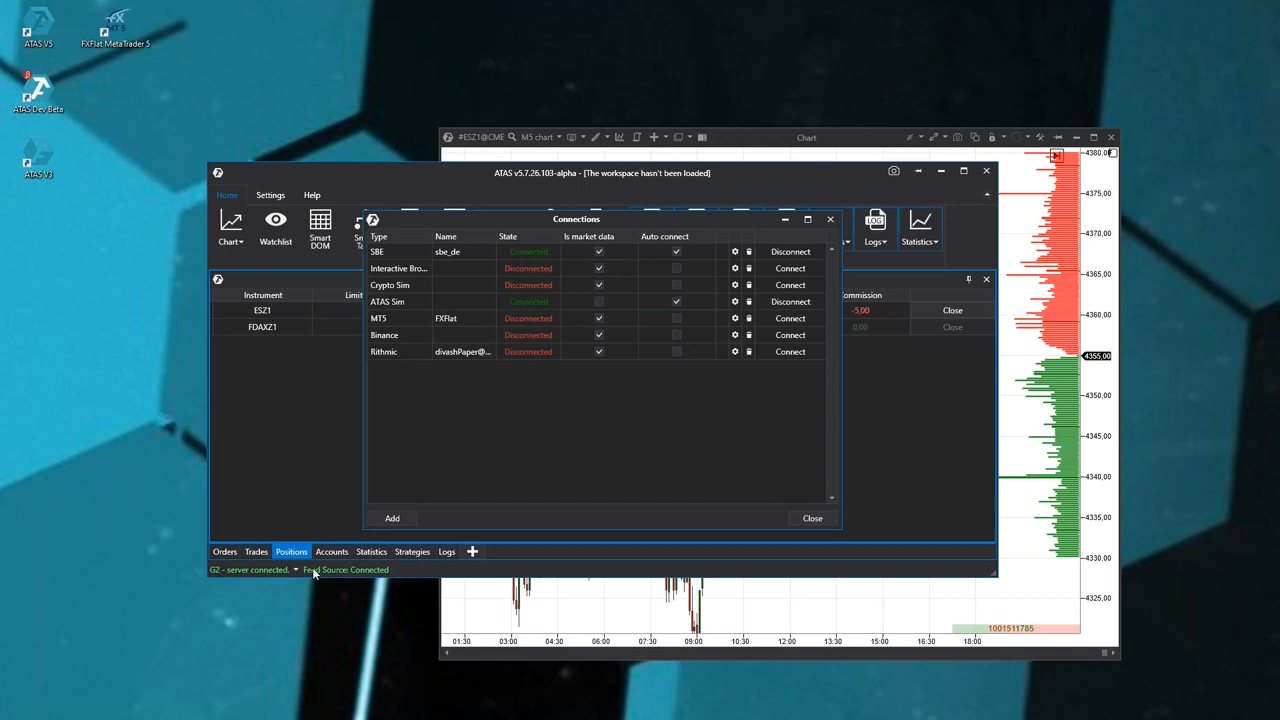 ATAS V5
FX
MT5
FXFlat MetaTrader 5
β
ATAS Dev Beta
ATAS V3
#ESZ1@CME
M5 chart
Chart
4380,00
4375,00
4370,00
4365,00
4360,00
4355,00
4350,00
4345,00
4340,00
4335,00
4330,00
4325,00
1001511785
01:30
03:00
04:30
06:00
07:30
09:00
10:30
12:00
13:30
15:00
16:30
18:00
ATAS v5.7.26.103-alpha - [The workspace hasn't been loaded]
Home
Settings
Help
Chart
Watchlist
Smart
DOM
LOG
Logs
Statistics
Instrument
ESZ1
-5,00
Close
FDAXZ1
0,00
Close
Connections
Type Name State Is market data Auto connect
SBE sbe_de Connected Disconnect
Interactive Bro... Disconnected Connect
Crypto Sim Disconnected Connect
ATAS Sim Connected Disconnect
MT5 FXFlat Disconnected Connect
Binance Disconnected Connect
Rithmic divashPaper@... Disconnected Connect
Add
Close
Orders Trades Positions Accounts Statistics Strategies Logs
G2 - server connected. Feed Source: Connected